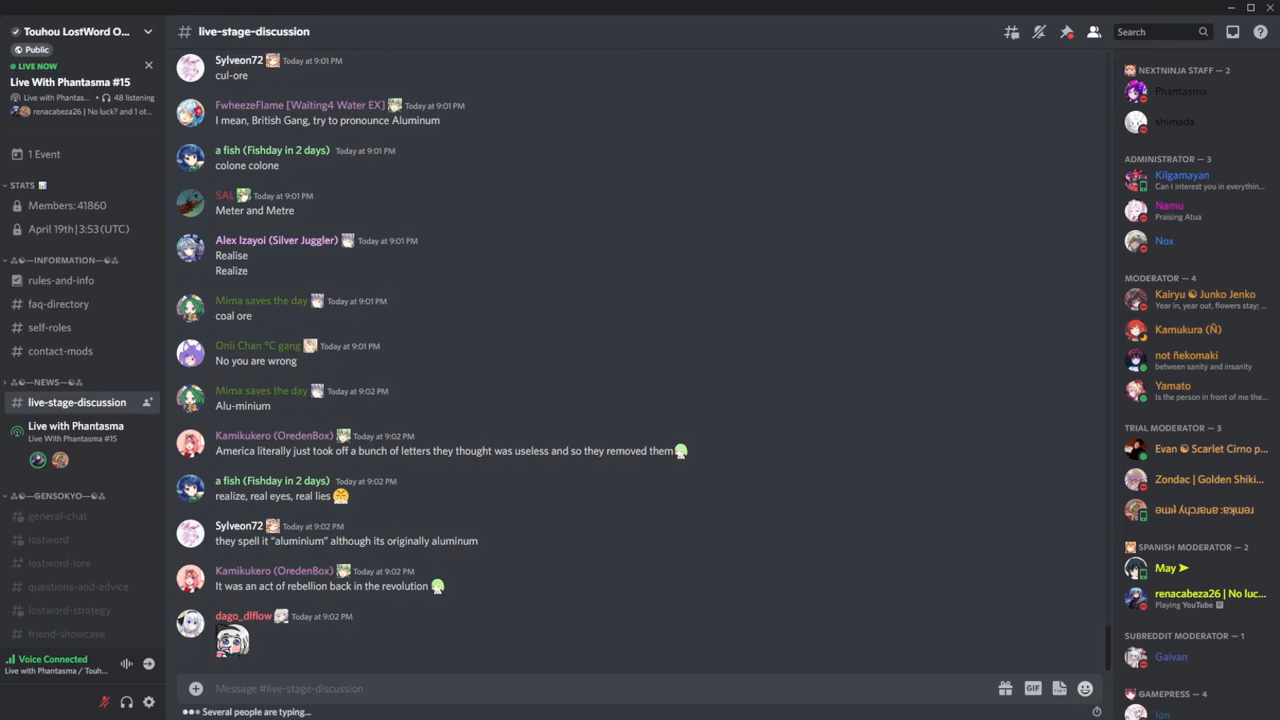 Touhou LostWord O...
Public
LIVE NOW
Live With Phantasma #15
Live with Phantas...
48 listening
renacabeza26 | No luck? and 1 ot...
1 Event
STATS
Members: 41860
April 19th| 3:53 (UTC)
—INFORMATION—
rules-and-info
# faq-directory
# self-roles
# contact-mods
—NEWS—
# live-stage-discussion
Live with Phantasma
Live With Phantasma #15
—GENSOKYO—
general-chat
lostword
lostword-lore
questions-and-advice
lostword-strategy
friend-showcase
Voice Connected
Live with Phantasma / Touh...
# live-stage-discussion
Search
Sylveon72 Today at 9:01 PM
cul-ore
FwheezeFlame [Waiting4 Water EX] Today at 9:01 PM
I mean, British Gang, try to pronounce Aluminum
a fish (Fishday in 2 days) Today at 9:01 PM
colone colone
SAL Today at 9:01 PM
Meter and Metre
Alex Izayoi (Silver Juggler) Today at 9:01 PM
Realise
Realize
Mima saves the day Today at 9:01 PM
coal ore
Onii Chan °C gang Today at 9:01 PM
No you are wrong
Mima saves the day Today at 9:02 PM
Alu-minium
Kamikukero (OredenBox) Today at 9:02 PM
America literally just took off a bunch of letters they thought was useless and so they removed them
a fish (Fishday in 2 days) Today at 9:02 PM
realize, real eyes, real lies
Sylveon72 Today at 9:02 PM
they spell it “aluminium” although its originally aluminum
Kamikukero (OredenBox) Today at 9:02 PM
It was an act of rebellion back in the revolution
dago_dlflow Today at 9:02 PM
Message #live-stage-discussion
GIF
Several people are typing...
NEXTNINJA STAFF — 2
Phantasma
shimada
ADMINISTRATOR — 3
Kilgamayan
Can I interest you in everythin...
Namu
Praising Atua
Nox
MODERATOR — 4
Kairyu ☯ Junko Jenko
Year in, year out, flowers stay; ...
Kamukura (Ñ)
not ñekomaki
between sanity and insanity
Yamato
Is the person in front of me the...
TRIAL MODERATOR — 3
Evan ☯ Scarlet Cirno p...
Zondac | Golden Shiki...
SPANISH MODERATOR — 2
May ➤
renacabeza26 | No luc...
Playing YouTube
SUBREDDIT MODERATOR — 1
Gaivan
GAMEPRESS — 4
Ion